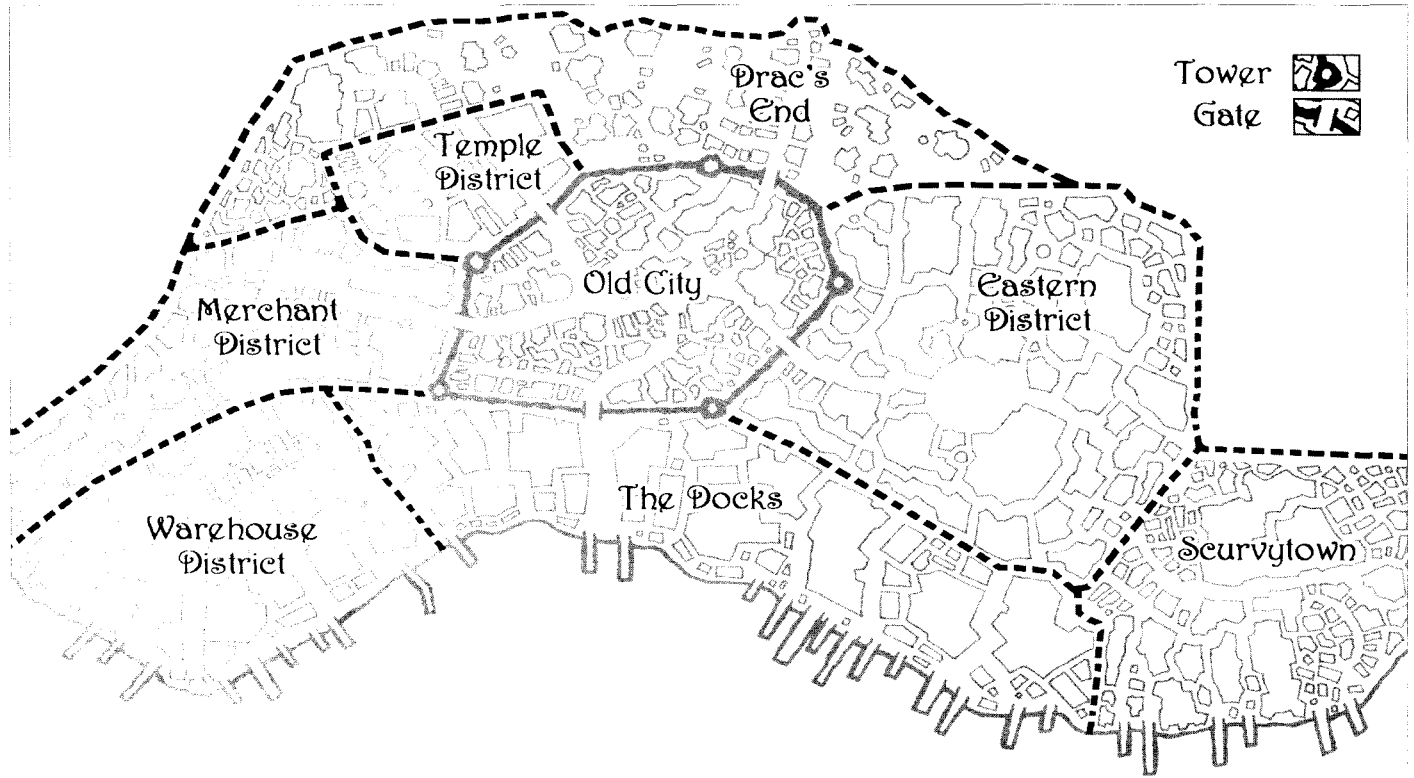 Drac's
End
Tower
Gate
Temple
District
Old City
Eastern
District
Merchant
District
The Docks
Warehouse
District
Scurvytown